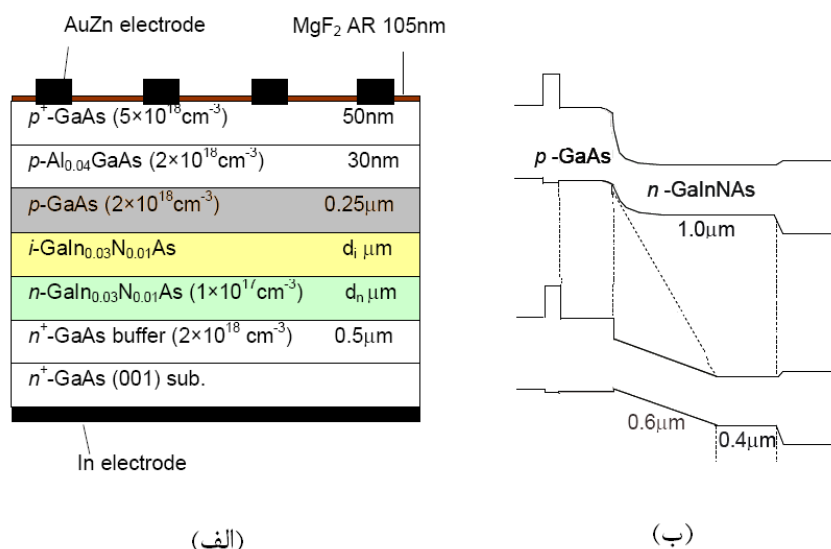 AuZn electrode
MgF₂ AR 105nm
p⁺-GaAs (5×10¹⁸cm⁻³) 50nm
p-Al₀.₀₄GaAs (2×10¹⁸cm⁻³) 30nm
p-GaAs (2×10¹⁸cm⁻³) 0.25μm
i-GaIn₀.₀₃N₀.₀₁As dᵢ μm
n-GaIn₀.₀₃N₀.₀₁As (1×10¹⁷cm⁻³) dₙ μm
n⁺-GaAs buffer (2×10¹⁸ cm⁻³) 0.5μm
n⁺-GaAs (001) sub.
In electrode
(الف)
p -GaAs
n -GaInNAs
1.0μm
0.6μm
0.4μm
(ب)